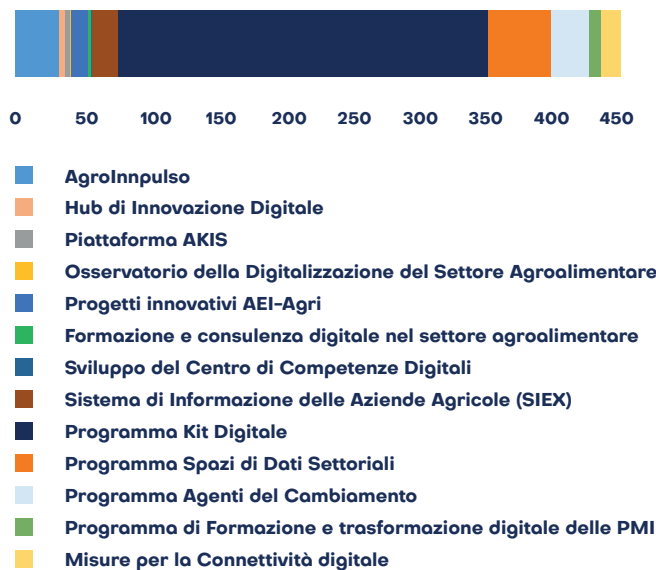 0 50 100 150 200 250 300 350 400 450
AgroInnpulso
Hub di Innovazione Digitale
Piattaforma AKIS
Osservatorio della Digitalizzazione del Settore Agroalimentare
Progetti innovativi AEI-Agri
Formazione e consulenza digitale nel settore agroalimentare
Sviluppo del Centro di Competenze Digitali
Sistema di Informazione delle Aziende Agricole (SIEX)
Programma Kit Digitale
Programma Spazi di Dati Settoriali
Programma Agenti del Cambiamento
Programma di Formazione e trasformazione digitale delle PMI
Misure per la Connettività digitale